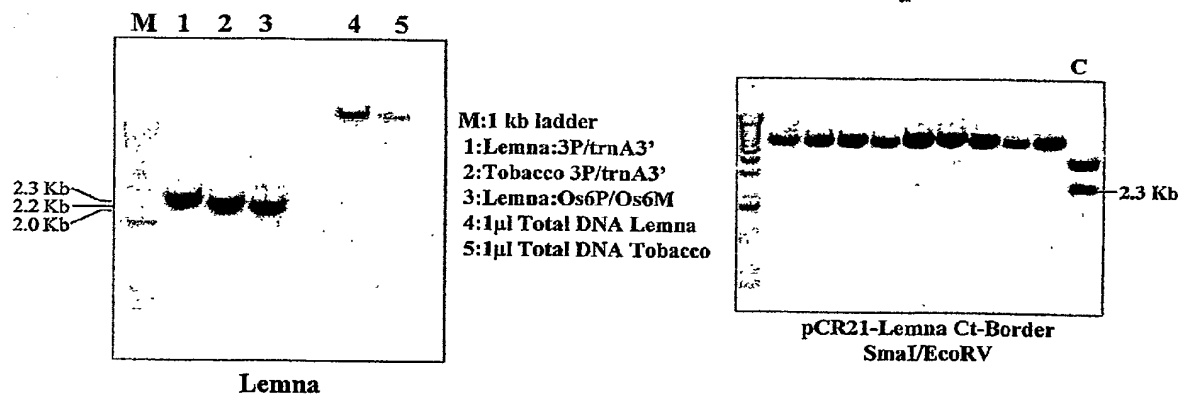 M 1 2 3 4 5
2.3 Kb
2.2 Kb
2.0 Kb
M:1 kb ladder
1:Lemna:3P/trnA3'
2:Tobacco 3P/trnA3'
3:Lemna:Os6P/Os6M
4:1µl Total DNA Lemna
5:1µl Total DNA Tobacco
Lemna
C
2.3 Kb
pCR21-Lemna Ct-Border
SmaI/EcoRV